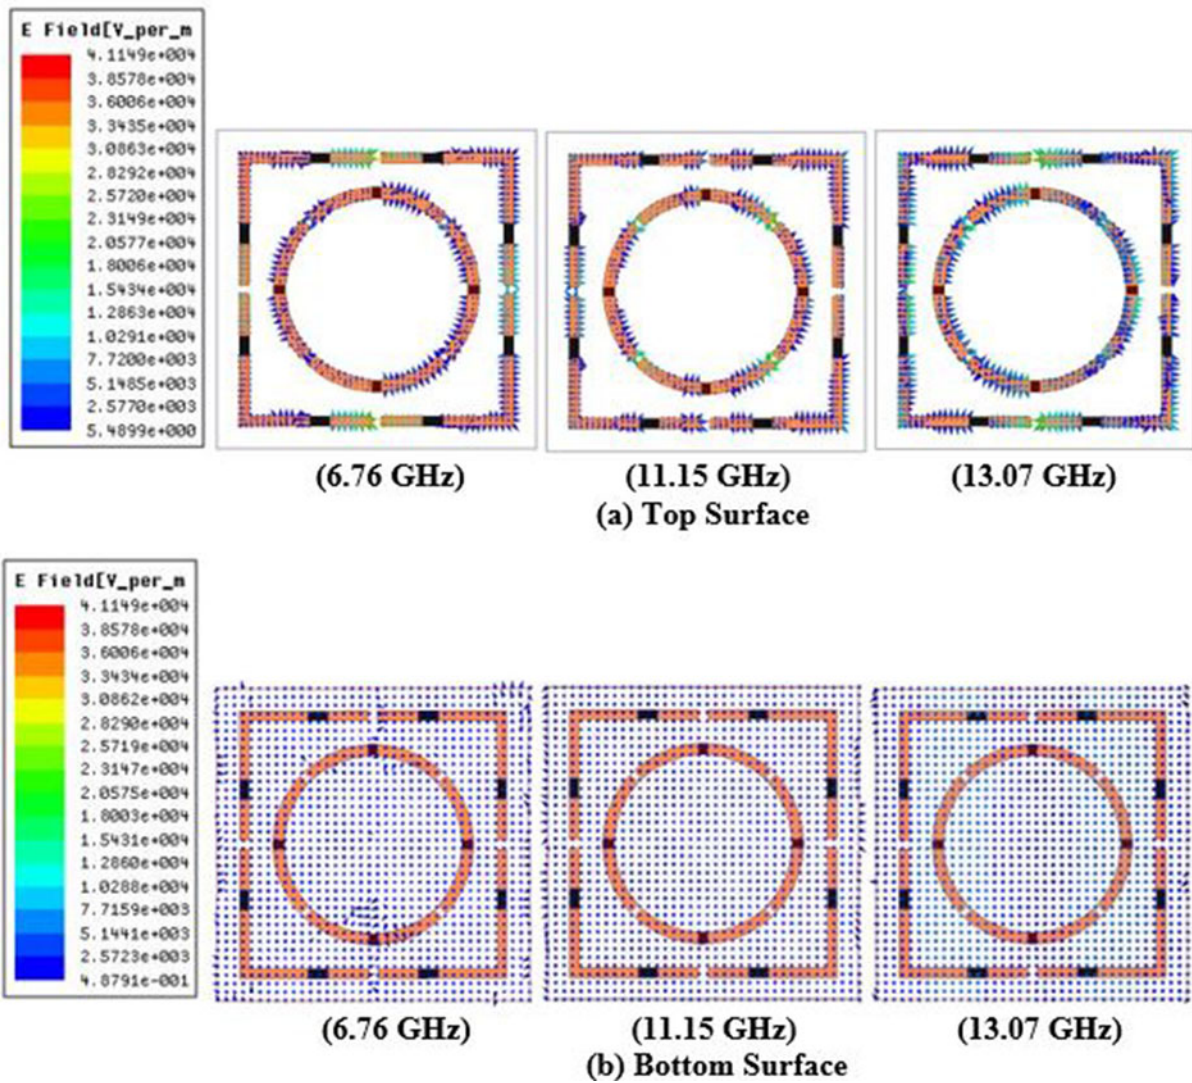 E Field[V_per_m
4.1149e+004
3.8578e+004
3.6006e+004
3.3435e+004
3.0863e+004
2.8292e+004
2.5720e+004
2.3149e+004
2.0577e+004
1.8006e+004
1.5434e+004
1.2863e+004
1.0291e+004
7.7200e+003
5.1485e+003
2.5770e+003
5.4899e+000
(6.76 GHz) (11.15 GHz) (13.07 GHz)
(a) Top Surface
E Field[V_per_m
4.1149e+004
3.8578e+004
3.6006e+004
3.3434e+004
3.0862e+004
2.8290e+004
2.5719e+004
2.3147e+004
2.0575e+004
1.8003e+004
1.5431e+004
1.2860e+004
1.0288e+004
7.7159e+003
5.1441e+003
2.5723e+003
4.8791e-001
(6.76 GHz) (11.15 GHz) (13.07 GHz)
(b) Bottom Surface